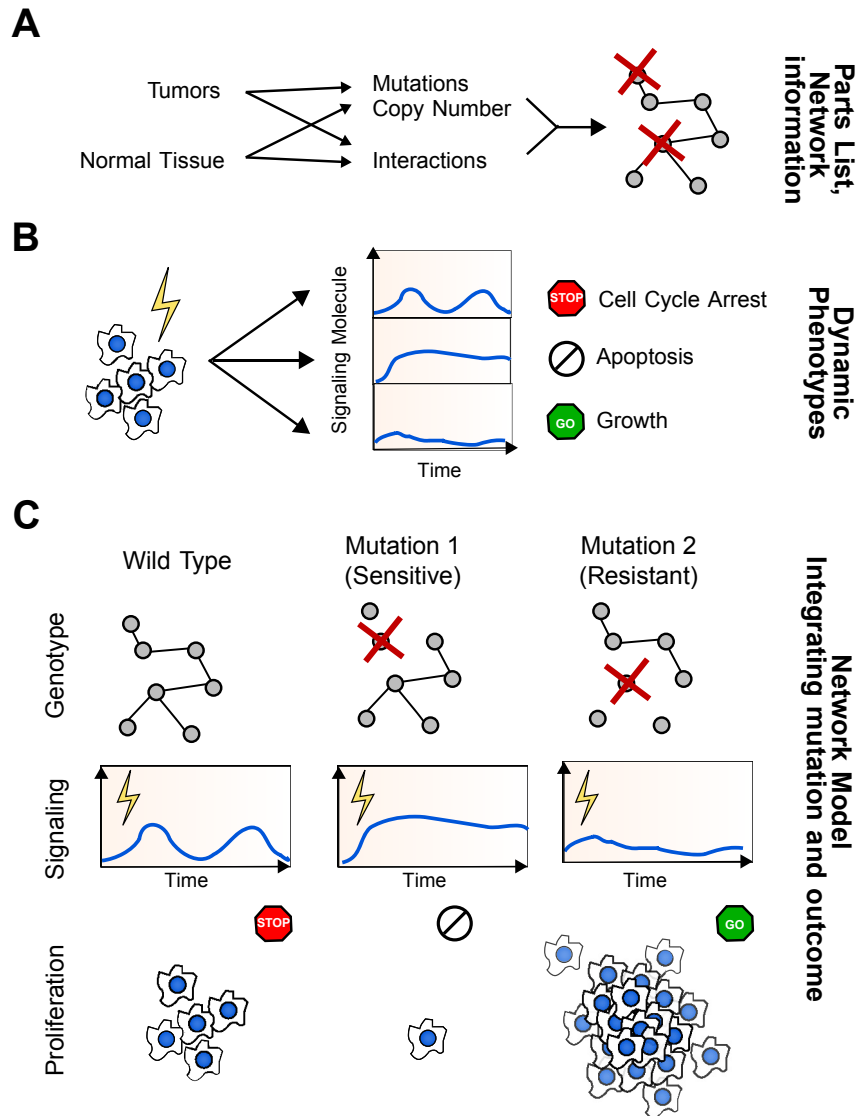 A
Tumors
Normal Tissue
Mutations
Copy Number
Interactions
Parts List,
Network
information
B
Signaling Molecule
Time
STOP
Cell Cycle Arrest
Apoptosis
GO
Growth
Dynamic
Phenotypes
C
Wild Type
Mutation 1
(Sensitive)
Mutation 2
(Resistant)
Genotype
Signaling
Time
Time
Time
Proliferation
STOP
GO
Network Model
Integrating mutation and outcome